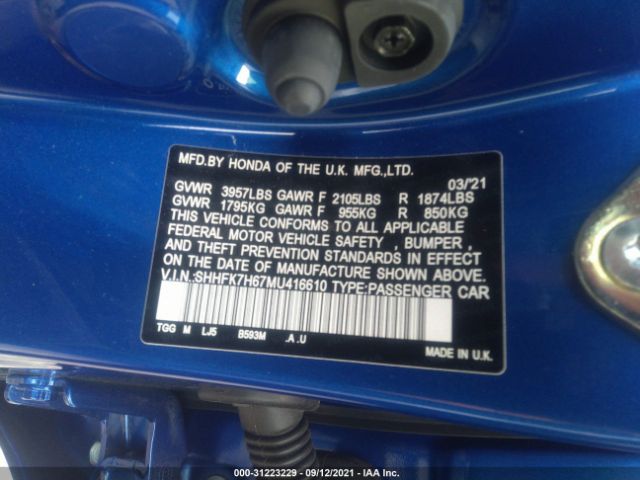 MFD.BY HONDA OF THE U.K. MFG.,LTD.
03/'21
GVWR 3957LBS GAWR F 2105LBS R 1874LBS
GVWR 1795KG GAWR F 955KG R 850KG
THIS VEHICLE CONFORMS TO ALL APPLICABLE
FEDERAL MOTOR VEHICLE SAFETY , BUMPER ,
AND THEFT PREVENTION STANDARDS IN EFFECT
ON THE DATE OF MANUFACTURE SHOWN ABOVE.
V.I.N.:SHHFK7H67MU416610 TYPE:PASSENGER CAR
TGG M LJ5 B593M .A .U
MADE IN U.K.
000-31223229 - 09/12/2021 - IAA Inc.